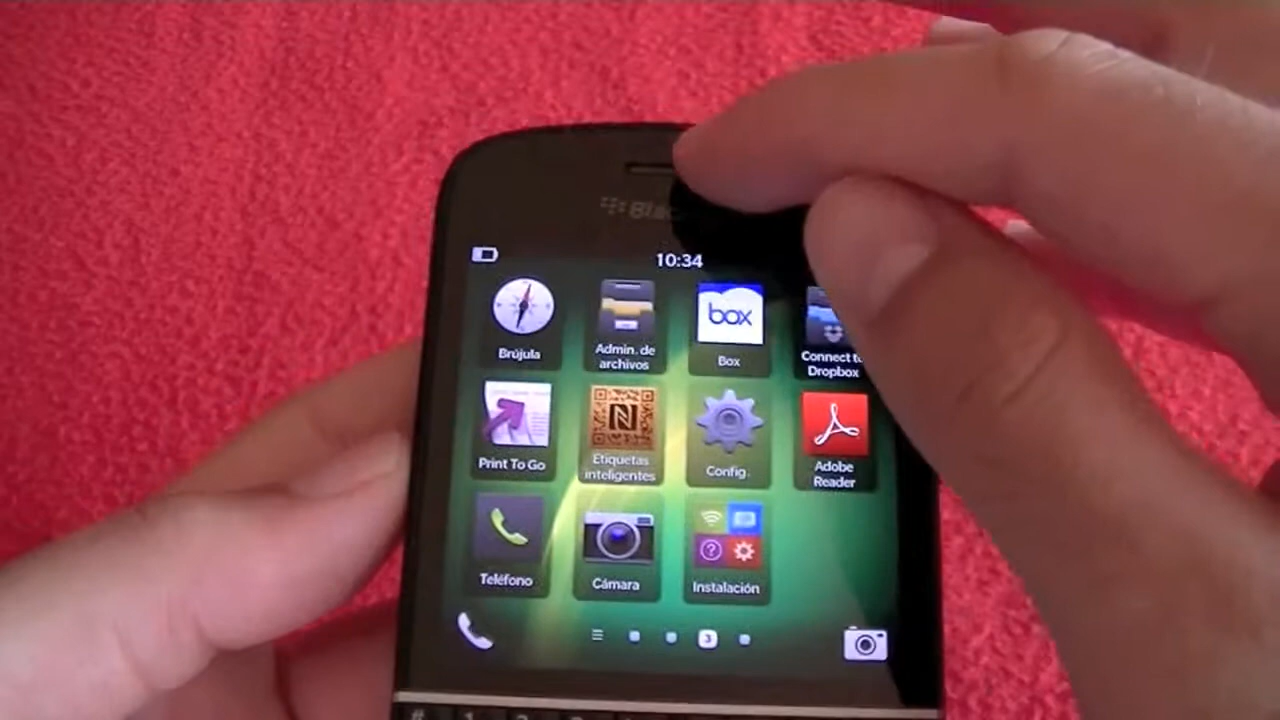 10:34
Brújula
Admin. de
archivos
box
Box
Connect to
Dropbox
Print To Go
Etiquetas
inteligentes
Config.
Adobe
Reader
Teléfono
Cámara
Instalación
3